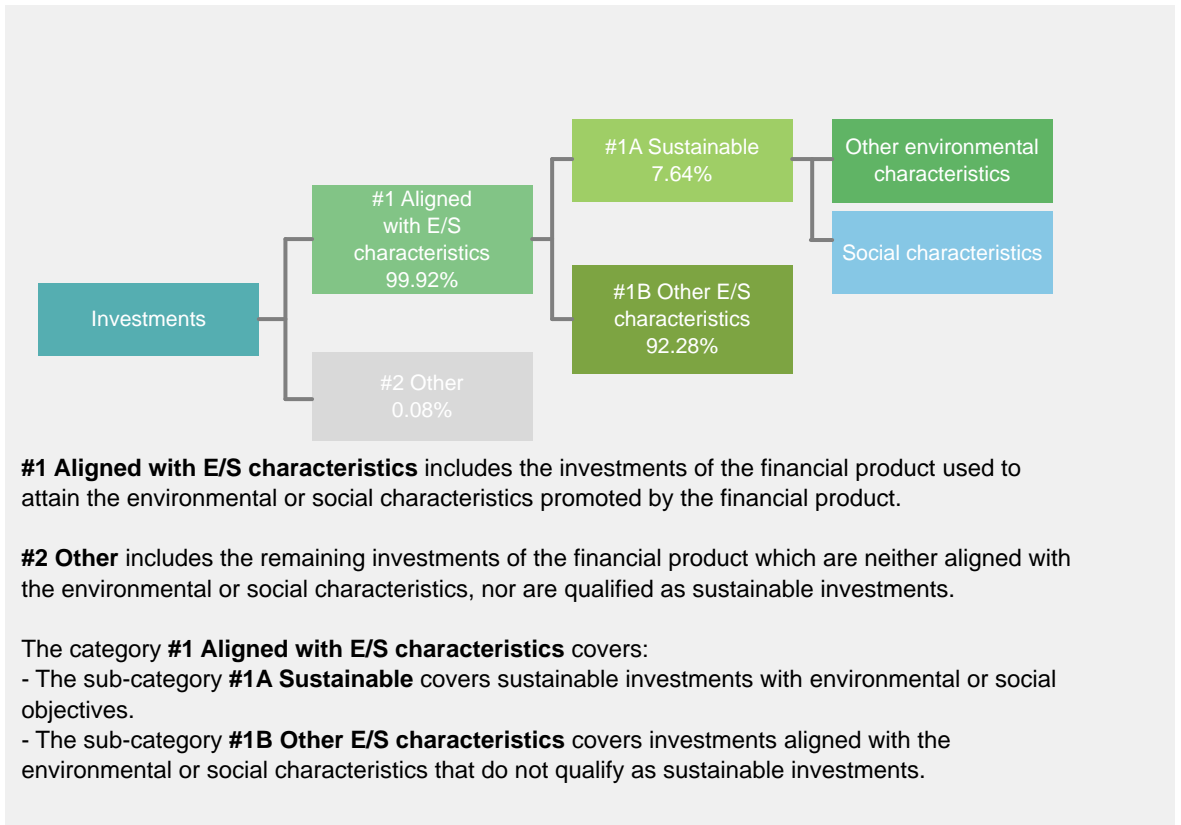 Investments
#1 Aligned
with E/S
characteristics
99.92%
#2 Other
0.08%
#1A Sustainable
7.64%
#1B Other E/S
characteristics
92.28%
Other environmental
characteristics
Social characteristics
#1 Aligned with E/S characteristics includes the investments of the financial product used to
attain the environmental or social characteristics promoted by the financial product.
#2 Other includes the remaining investments of the financial product which are neither aligned with
the environmental or social characteristics, nor are qualified as sustainable investments.
The category #1 Aligned with E/S characteristics covers:
- The sub-category #1A Sustainable covers sustainable investments with environmental or social
objectives.
- The sub-category #1B Other E/S characteristics covers investments aligned with the
environmental or social characteristics that do not qualify as sustainable investments.